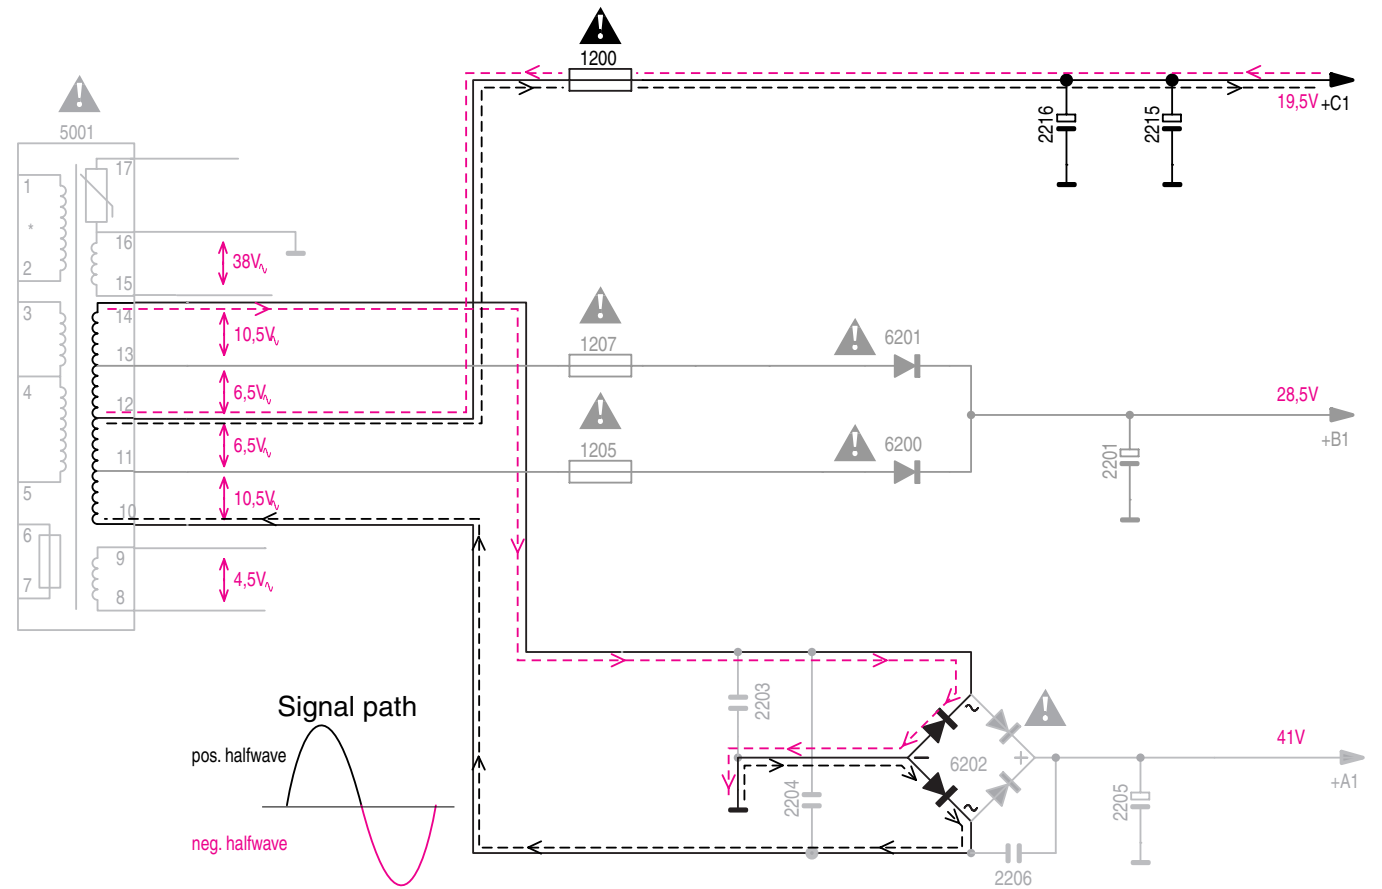 1200
19,5V
+C1
2216
2215
5001
17
1
*
16
2
38V
15
3
14
10,5V
13
1207
6201
4
6,5V
12
28,5V
+B1
6,5V
11
1205
6200
2201
5
10,5V
10
6
9
7
4,5V
8
Signal path
pos. halfwave
neg. halfwave
2203
2204
~
6202
− +
~
41V
+A1
2205
2206